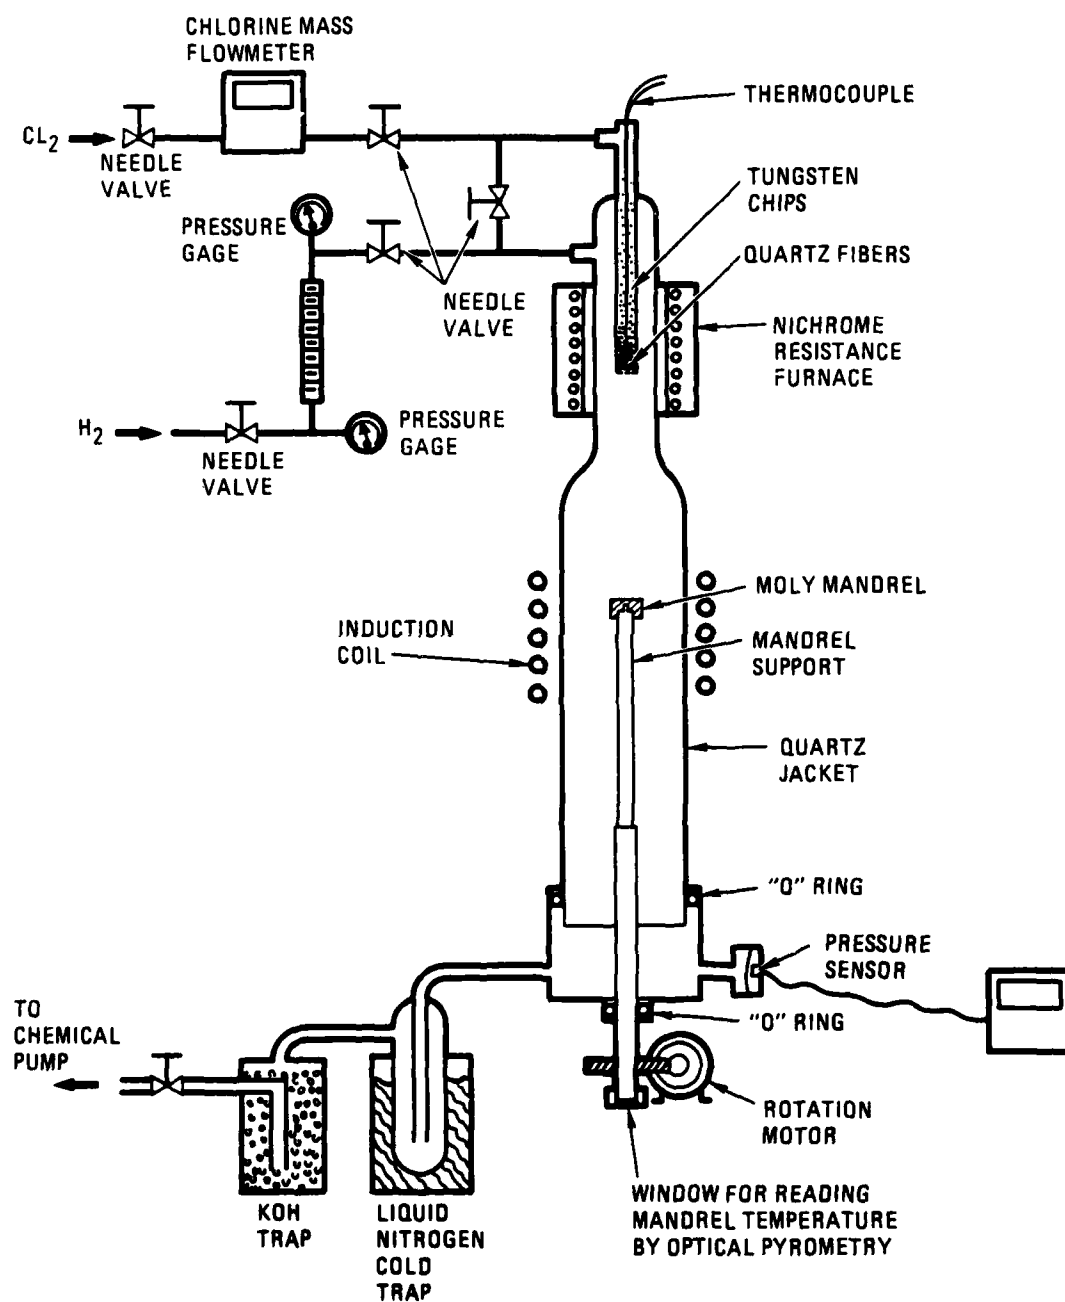 CHLORINE MASS
FLOWMETER
THERMOCOUPLE
CL2
NEEDLE
VALVE
TUNGSTEN
CHIPS
PRESSURE
GAGE
QUARTZ FIBERS
NEEDLE
VALVE
NICHROME
RESISTANCE
FURNACE
H2
PRESSURE
GAGE
NEEDLE
VALVE
MOLY MANDREL
INDUCTION
COIL
MANDREL
SUPPORT
QUARTZ
JACKET
"O" RING
PRESSURE
SENSOR
TO
CHEMICAL
PUMP
"O" RING
ROTATION
MOTOR
KOH
TRAP
LIQUID
NITROGEN
COLD
TRAP
WINDOW FOR READING
MANDREL TEMPERATURE
BY OPTICAL PYROMETRY